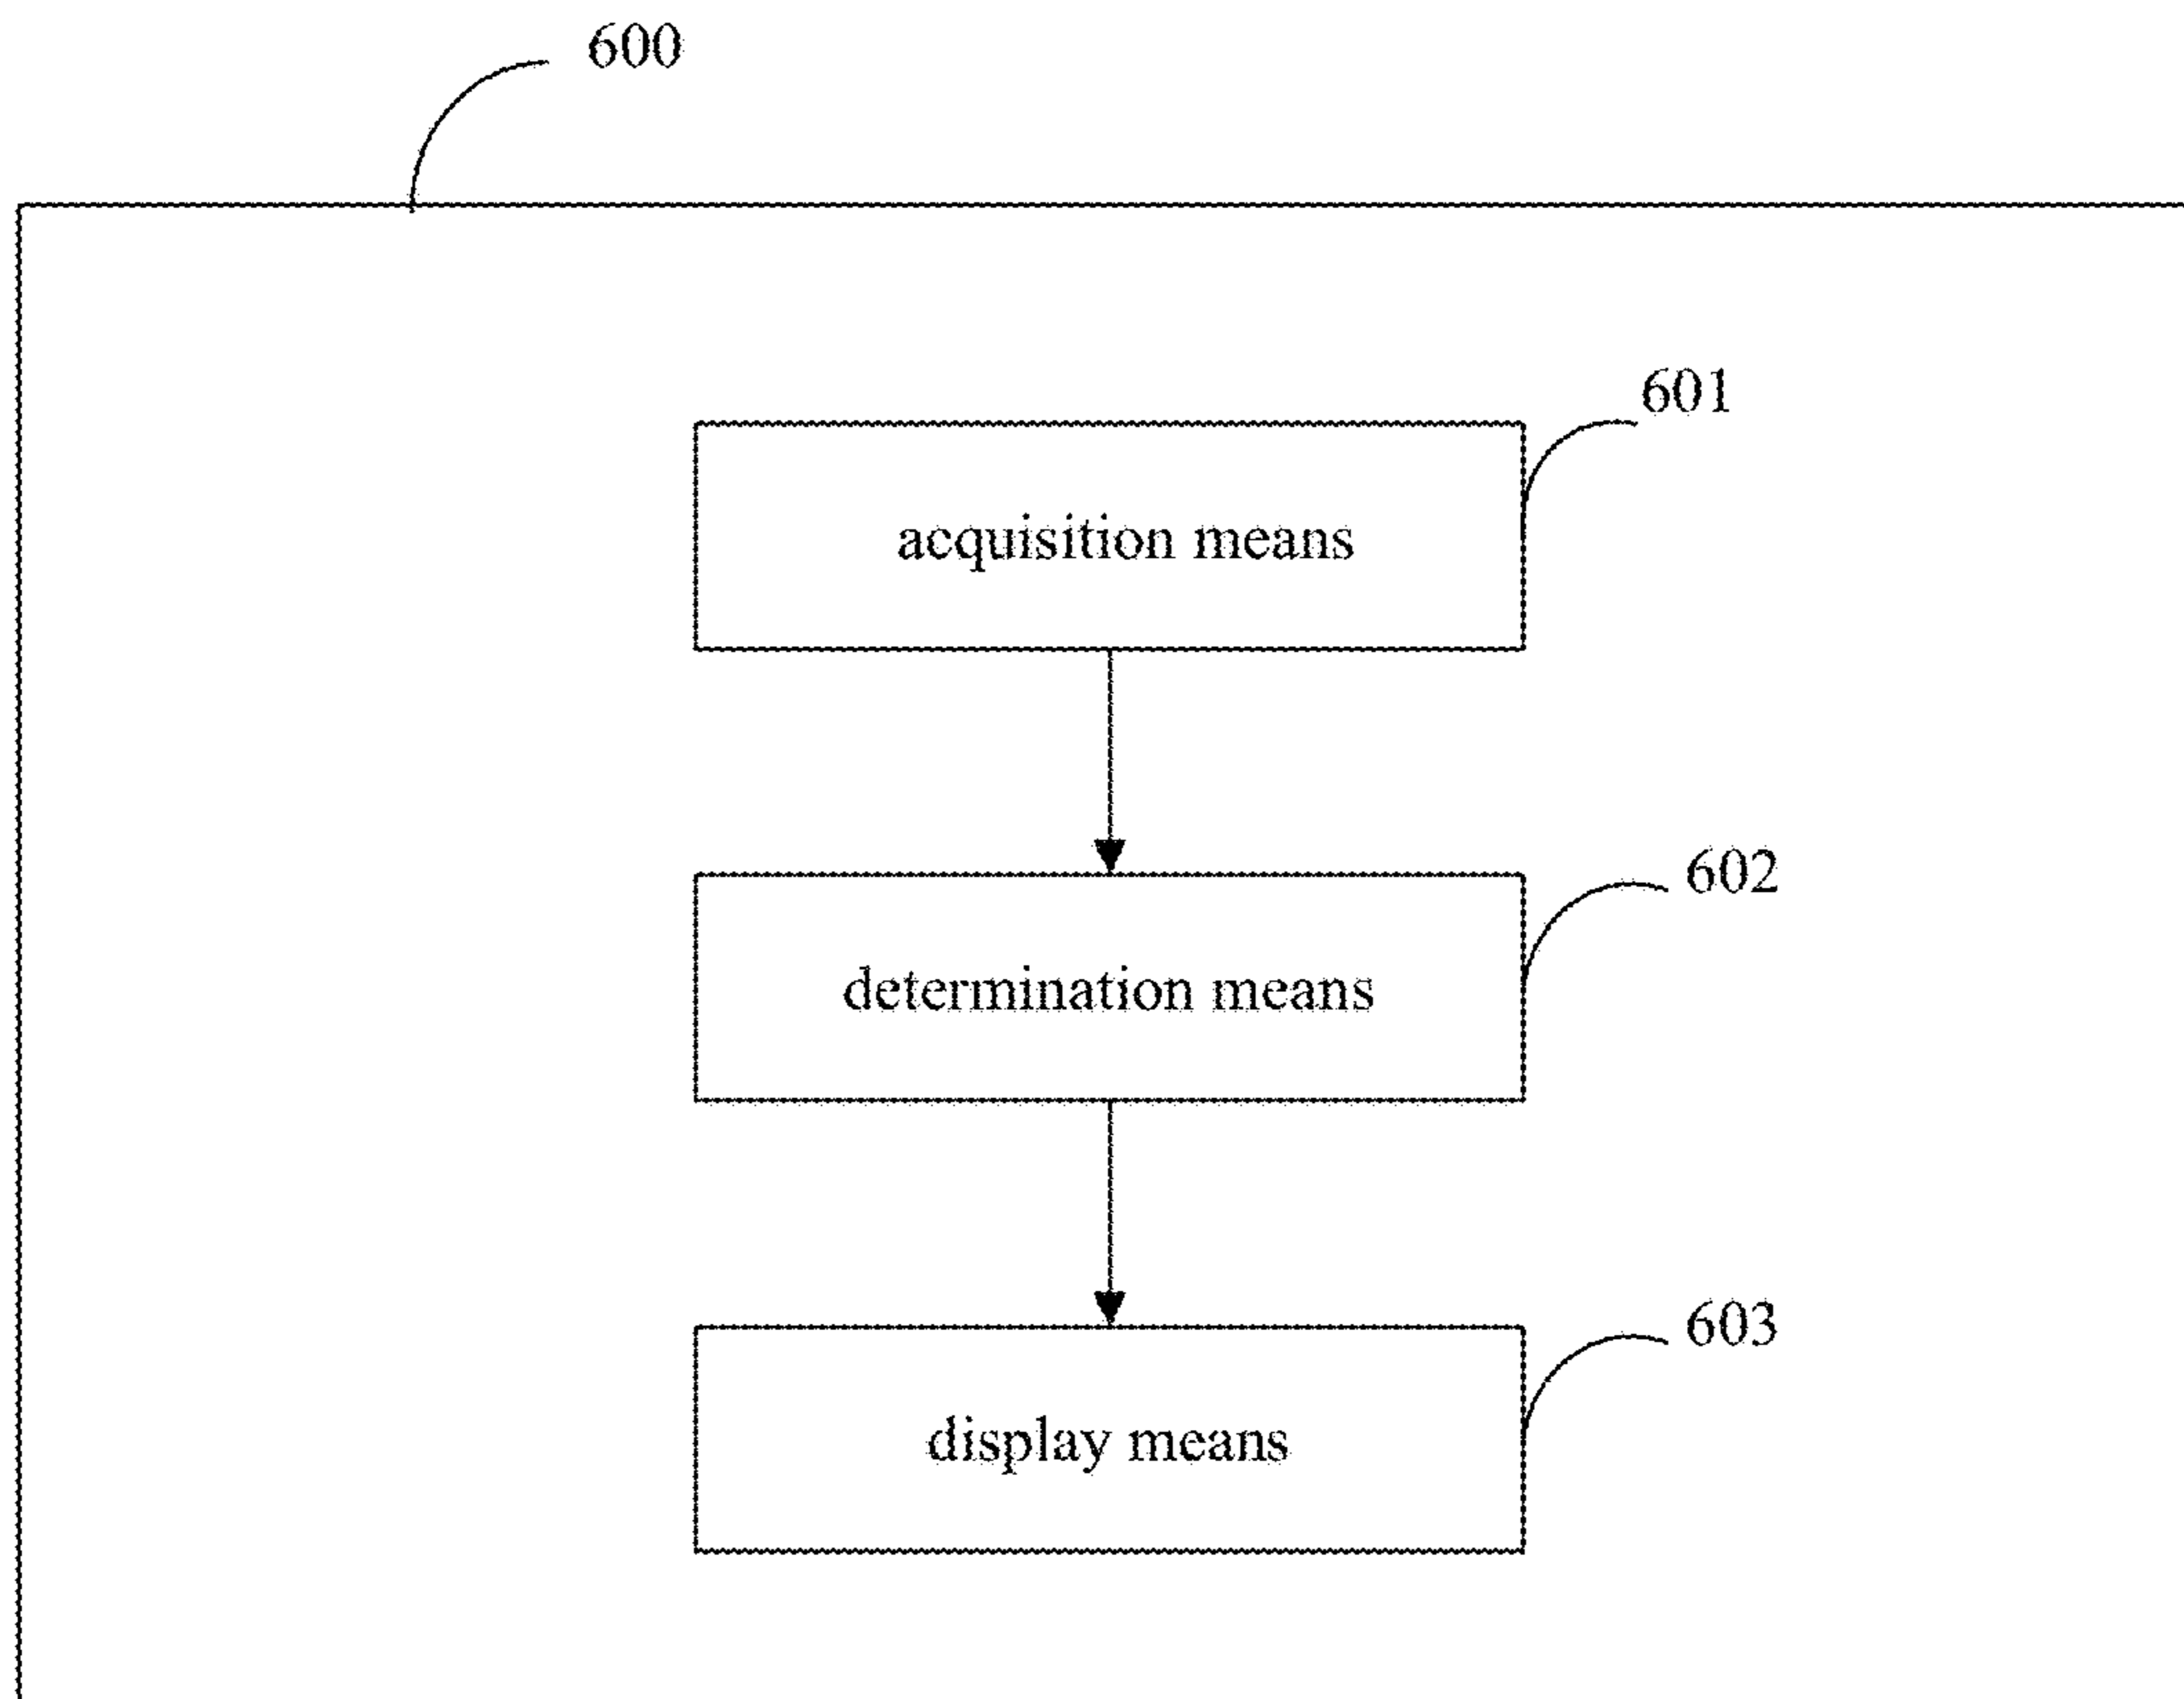 600
601
acquisition means
602
determination means
603
display means